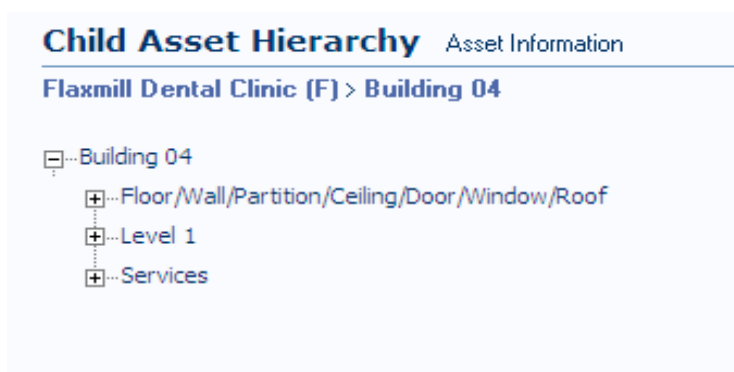 Child Asset Hierarchy Asset Information
Flaxmill Dental Clinic (F) > Building 04
Building 04
Floor/Wall/Partition/Ceiling/Door/Window/Roof
Level 1
Services